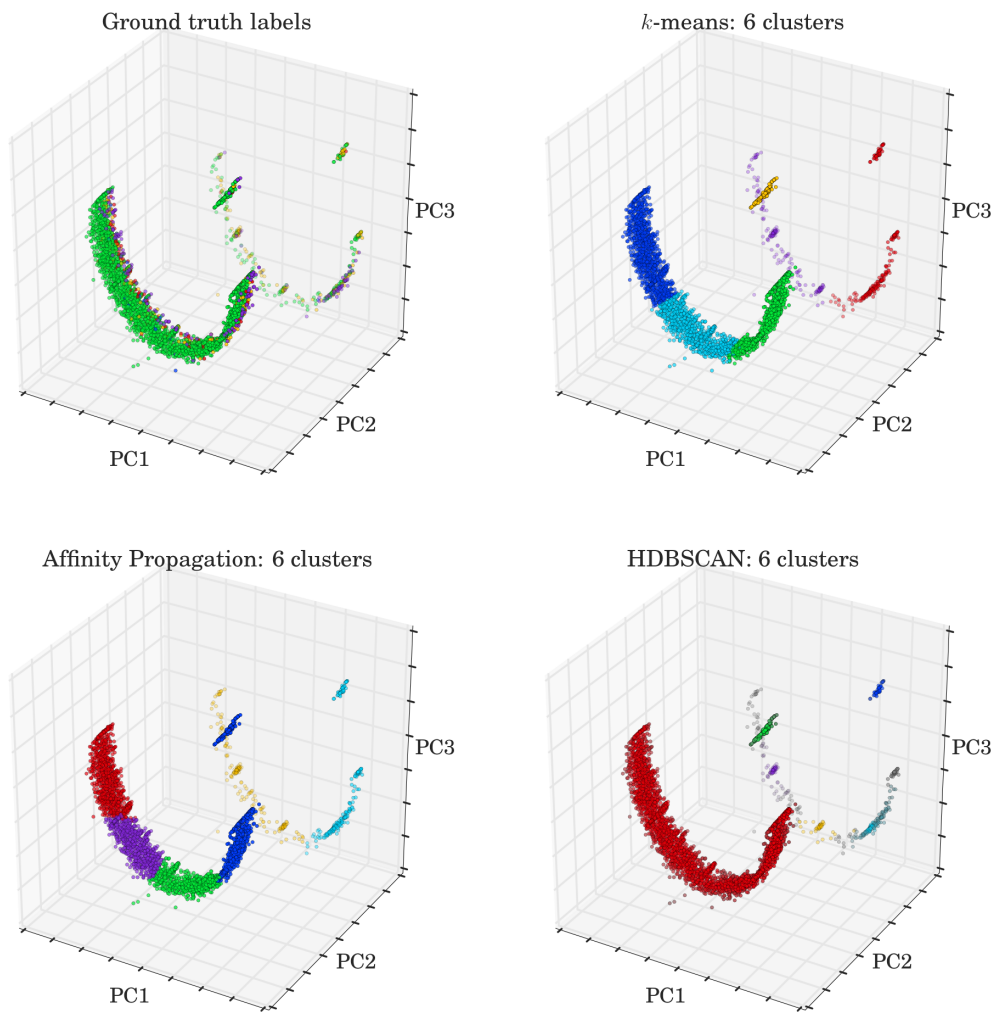 Ground truth labels
k-means: 6 clusters
PC3
PC3
PC2
PC2
PC1
PC1
Affinity Propagation: 6 clusters
HDBSCAN: 6 clusters
PC3
PC3
PC2
PC2
PC1
PC1